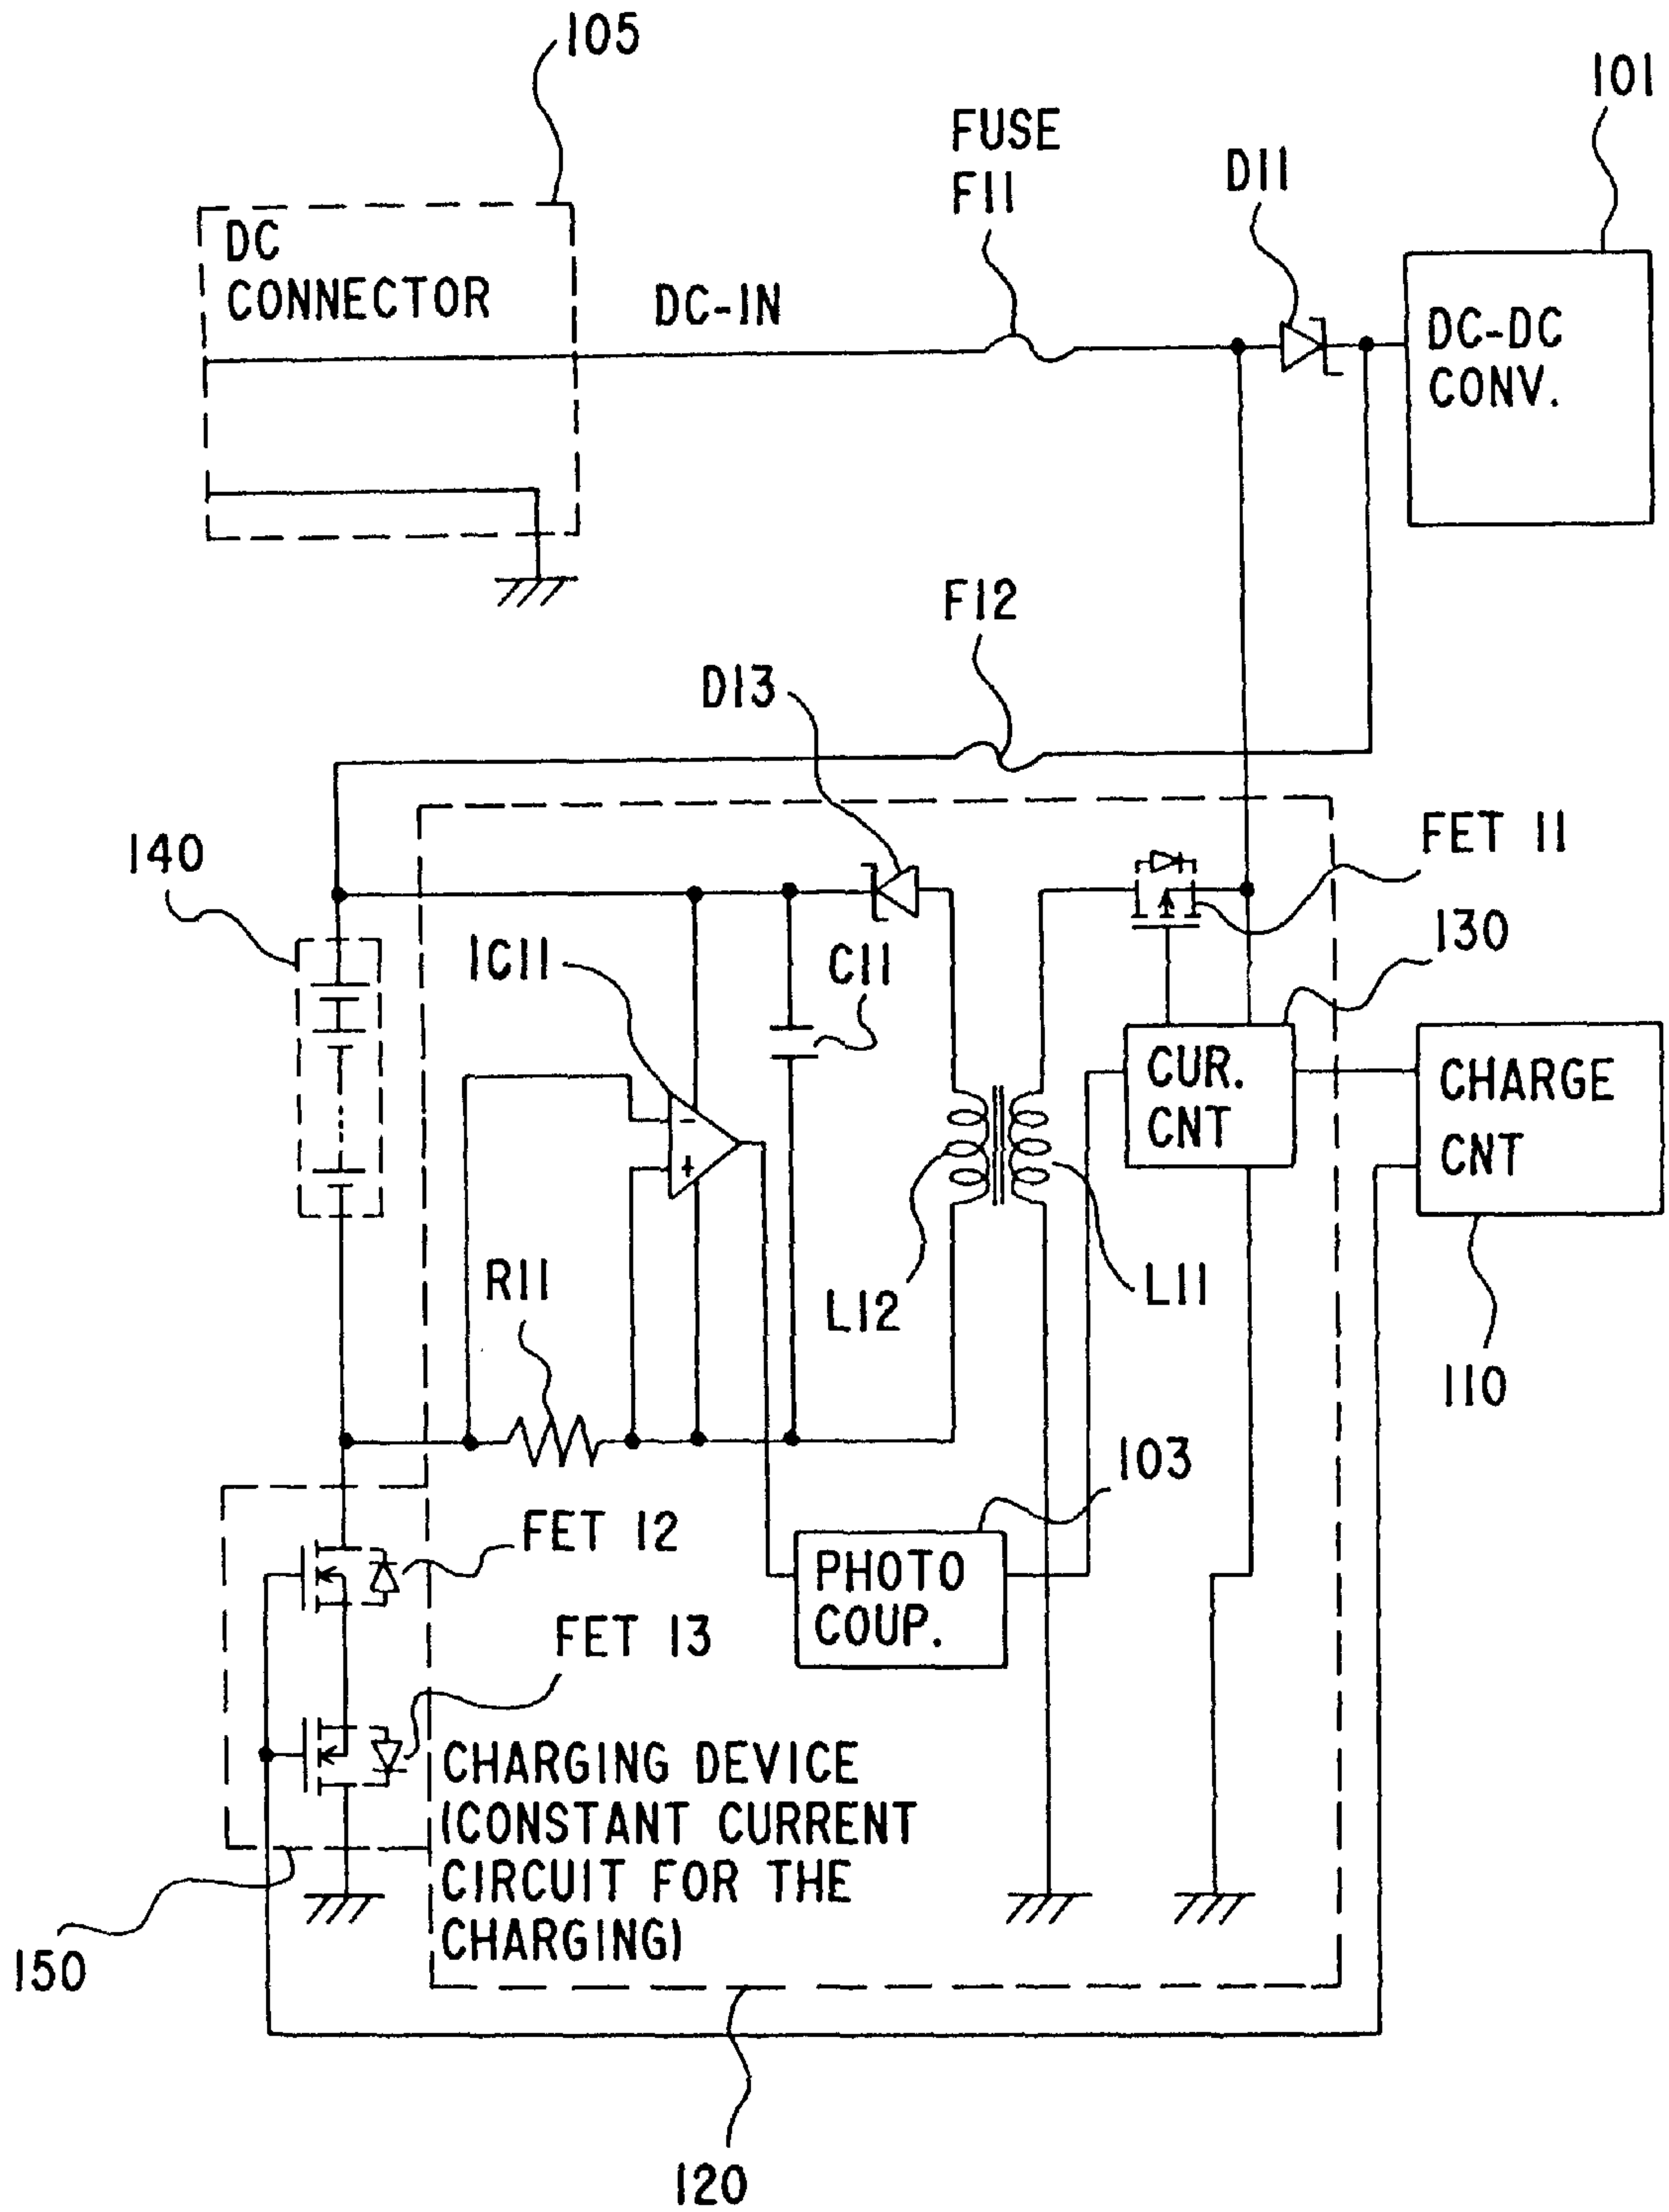 105
101
FUSE
F11
D11
DC
CONNECTOR
DC-IN
DC-DC
CONV.
F12
D13
140
FET 11
130
IC11
C11
CUR.
CNT
CHARGE
CNT
-
+
R11
L12
L11
110
103
FET 12
PHOTO
COUP.
FET 13
CHARGING DEVICE
(CONSTANT CURRENT
CIRCUIT FOR THE
CHARGING)
150
120